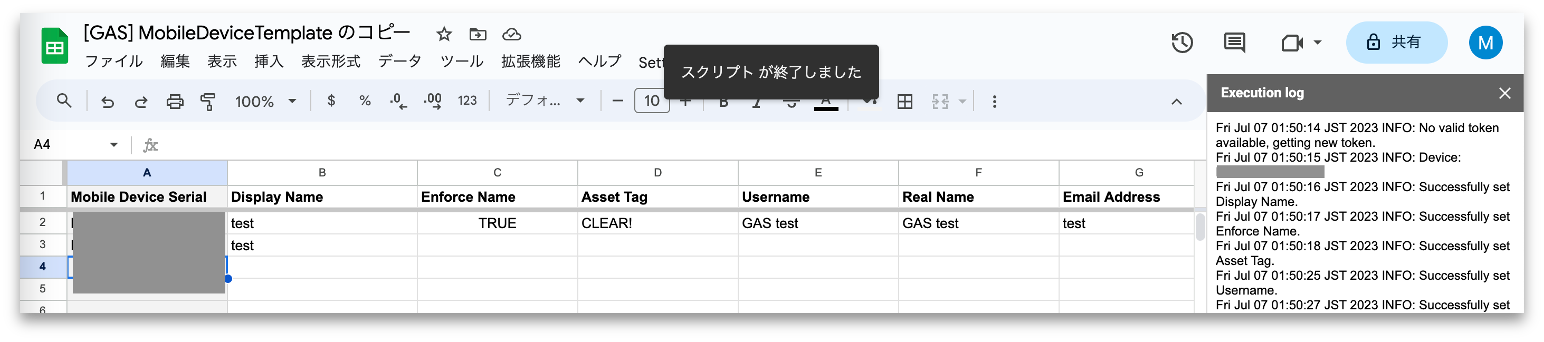 [GAS] MobileDeviceTemplate のコピー
ファイル 編集 表示 挿入 表示形式 データ ツール 拡張機能 ヘルプ
スクリプト が終了しました
共有
M
100% $ % .0 .00 123 デフォ... 10 B I A
A4 fx
A B C D E F G
1 Mobile Device Serial Display Name Enforce Name Asset Tag Username Real Name Email Address
2 test TRUE CLEAR! GAS test GAS test test
3 test
4
5
6
Execution log
Fri Jul 07 01:50:14 JST 2023 INFO: No valid token
available, getting new token.
Fri Jul 07 01:50:15 JST 2023 INFO: Device:
Fri Jul 07 01:50:16 JST 2023 INFO: Successfully set
Display Name.
Fri Jul 07 01:50:17 JST 2023 INFO: Successfully set
Enforce Name.
Fri Jul 07 01:50:18 JST 2023 INFO: Successfully set
Asset Tag.
Fri Jul 07 01:50:25 JST 2023 INFO: Successfully set
Username.
Fri Jul 07 01:50:27 JST 2023 INFO: Successfully set